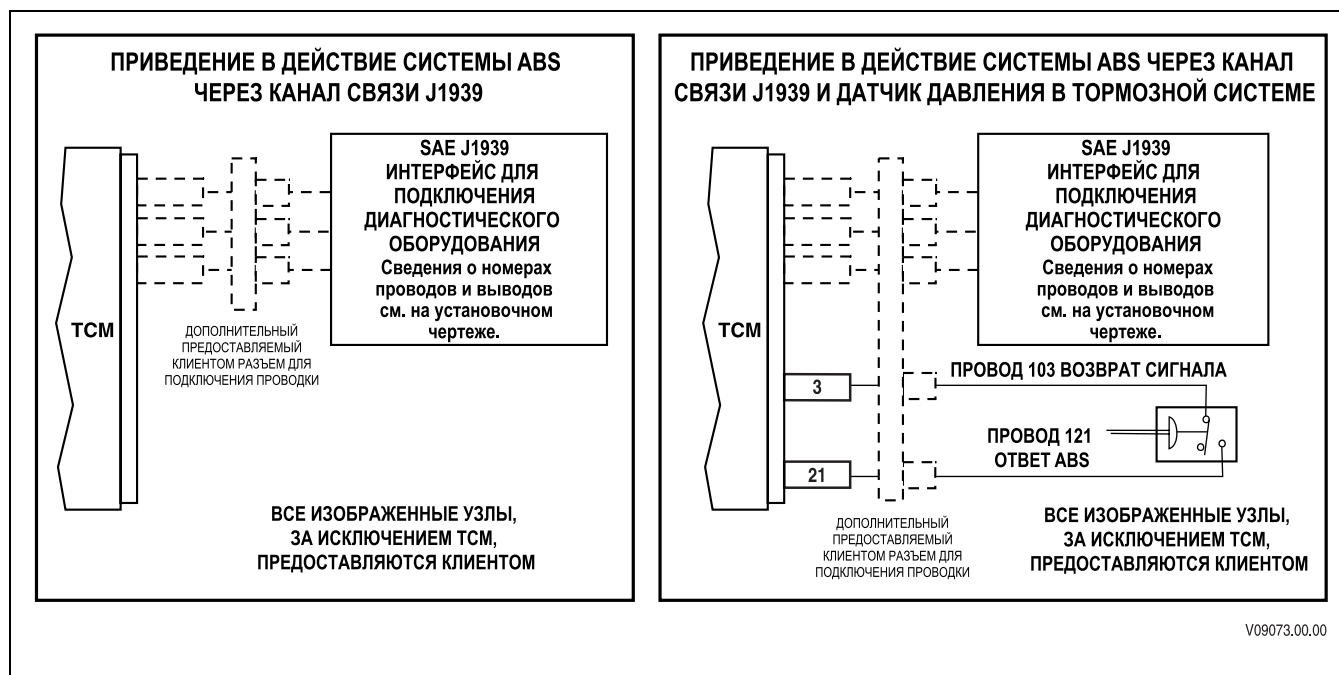 ПРИВЕДЕНИЕ В ДЕЙСТВИЕ СИСТЕМЫ ABS
ЧЕРЕЗ КАНАЛ СВЯЗИ J1939
SAE J1939
ИНТЕРФЕЙС ДЛЯ
ПОДКЛЮЧЕНИЯ
ДИАГНОСТИЧЕСКОГО
ОБОРУДОВАНИЯ
Сведения о номерах
проводов и выводов
см. на установочном
чертеже.
TCM
ДОПОЛНИТЕЛЬНЫЙ
ПРЕДОСТАВЛЯЕМЫЙ
КЛИЕНТОМ РАЗЪЕМ ДЛЯ
ПОДКЛЮЧЕНИЯ ПРОВОДКИ
ВСЕ ИЗОБРАЖЕННЫЕ УЗЛЫ,
ЗА ИСКЛЮЧЕНИЕМ TCM,
ПРЕДОСТАВЛЯЮТСЯ КЛИЕНТОМ
ПРИВЕДЕНИЕ В ДЕЙСТВИЕ СИСТЕМЫ ABS ЧЕРЕЗ КАНАЛ
СВЯЗИ J1939 И ДАТЧИК ДАВЛЕНИЯ В ТОРМОЗНОЙ СИСТЕМЕ
SAE J1939
ИНТЕРФЕЙС ДЛЯ
ПОДКЛЮЧЕНИЯ
ДИАГНОСТИЧЕСКОГО
ОБОРУДОВАНИЯ
Сведения о номерах
проводов и выводов
см. на установочном
чертеже.
TCM
3
ПРОВОД 103 ВОЗВРАТ СИГНАЛА
ПРОВОД 121
ОТВЕТ ABS
21
ДОПОЛНИТЕЛЬНЫЙ
ПРЕДОСТАВЛЯЕМЫЙ
КЛИЕНТОМ РАЗЪЕМ ДЛЯ
ПОДКЛЮЧЕНИЯ ПРОВОДКИ
ВСЕ ИЗОБРАЖЕННЫЕ УЗЛЫ,
ЗА ИСКЛЮЧЕНИЕМ TCM,
ПРЕДОСТАВЛЯЮТСЯ КЛИЕНТОМ
V09073.00.00